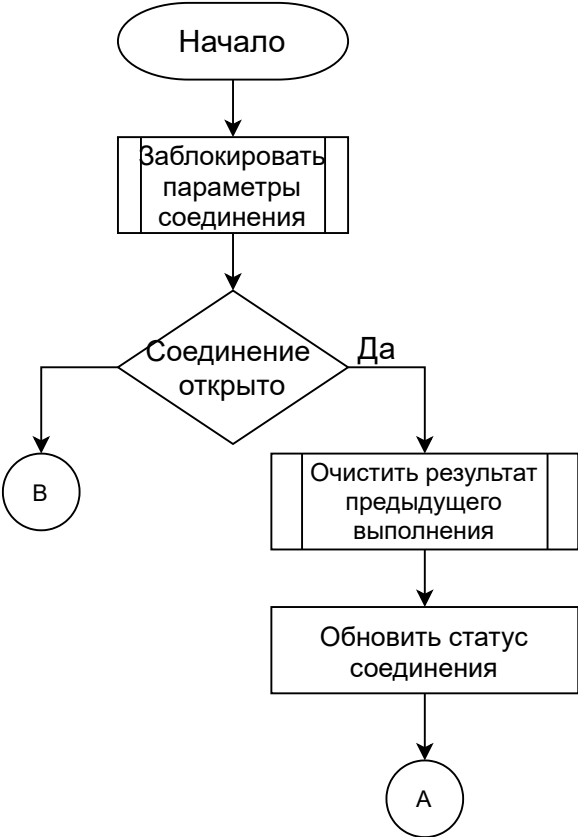 Начало
Заблокировать
параметры
соединения
Соединение
открыто
Да
B
Очистить результат
предыдущего
выполнения
Обновить статус
соединения
A